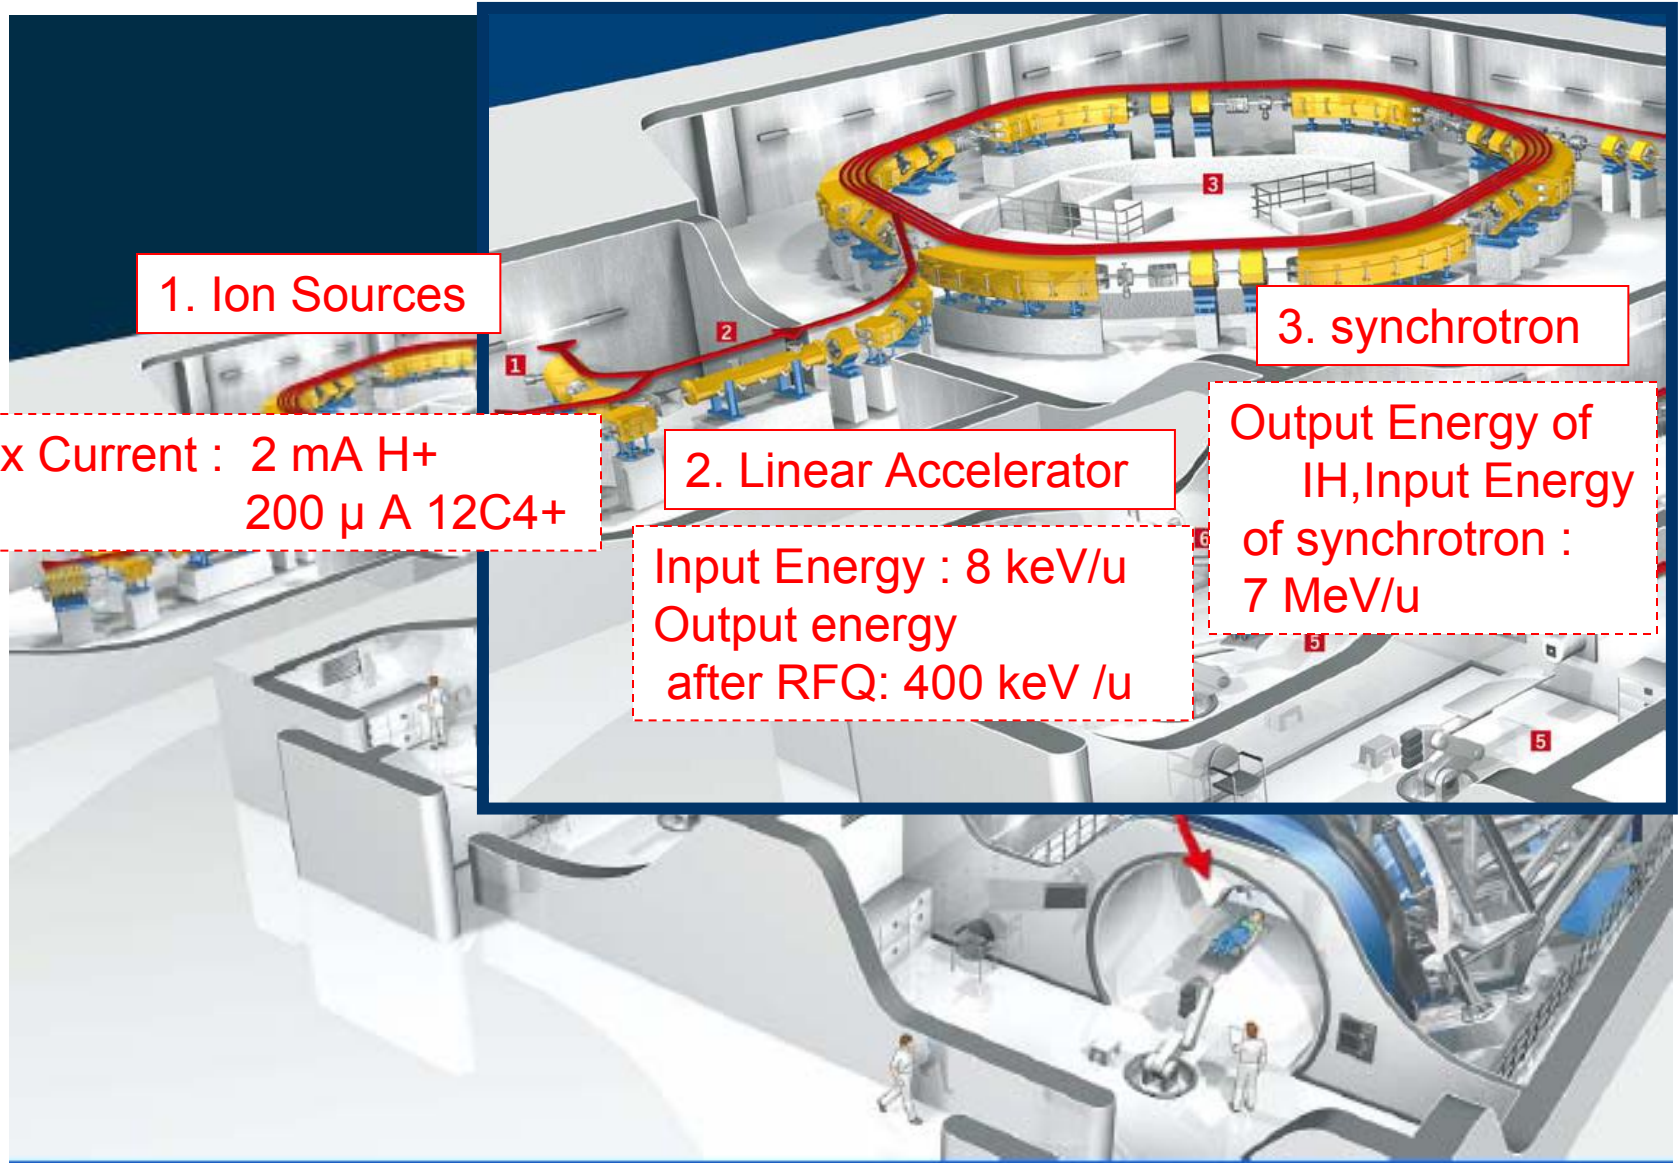 3
1. Ion Sources
2
1
3. synchrotron
x Current : 2 mA H+
200 µ A 12C4+
2. Linear Accelerator
Output Energy of
IH,Input Energy
of synchrotron :
7 MeV/u
6
Input Energy : 8 keV/u
Output energy
after RFQ: 400 keV /u
5
5